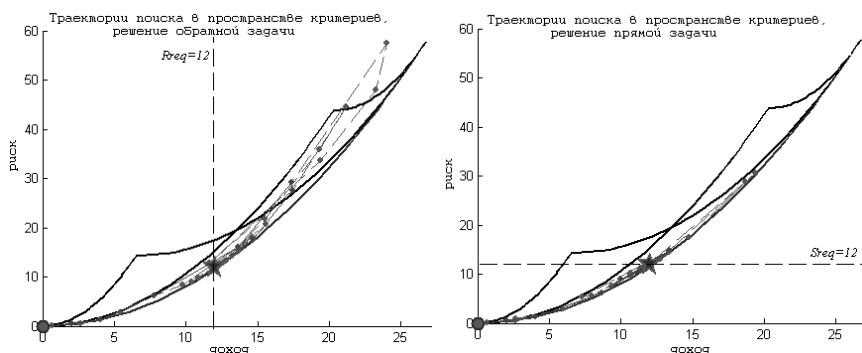 Траектории поиска в пространстве критериев,
решение обратной задачи
Rreq=12
риск
60
50
40
30
20
10
0
0
5
10
15
20
25
доход
Траектории поиска в пространстве критериев,
решение прямой задачи
Sreq=12
риск
60
50
40
30
20
10
0
0
5
10
15
20
25
доход